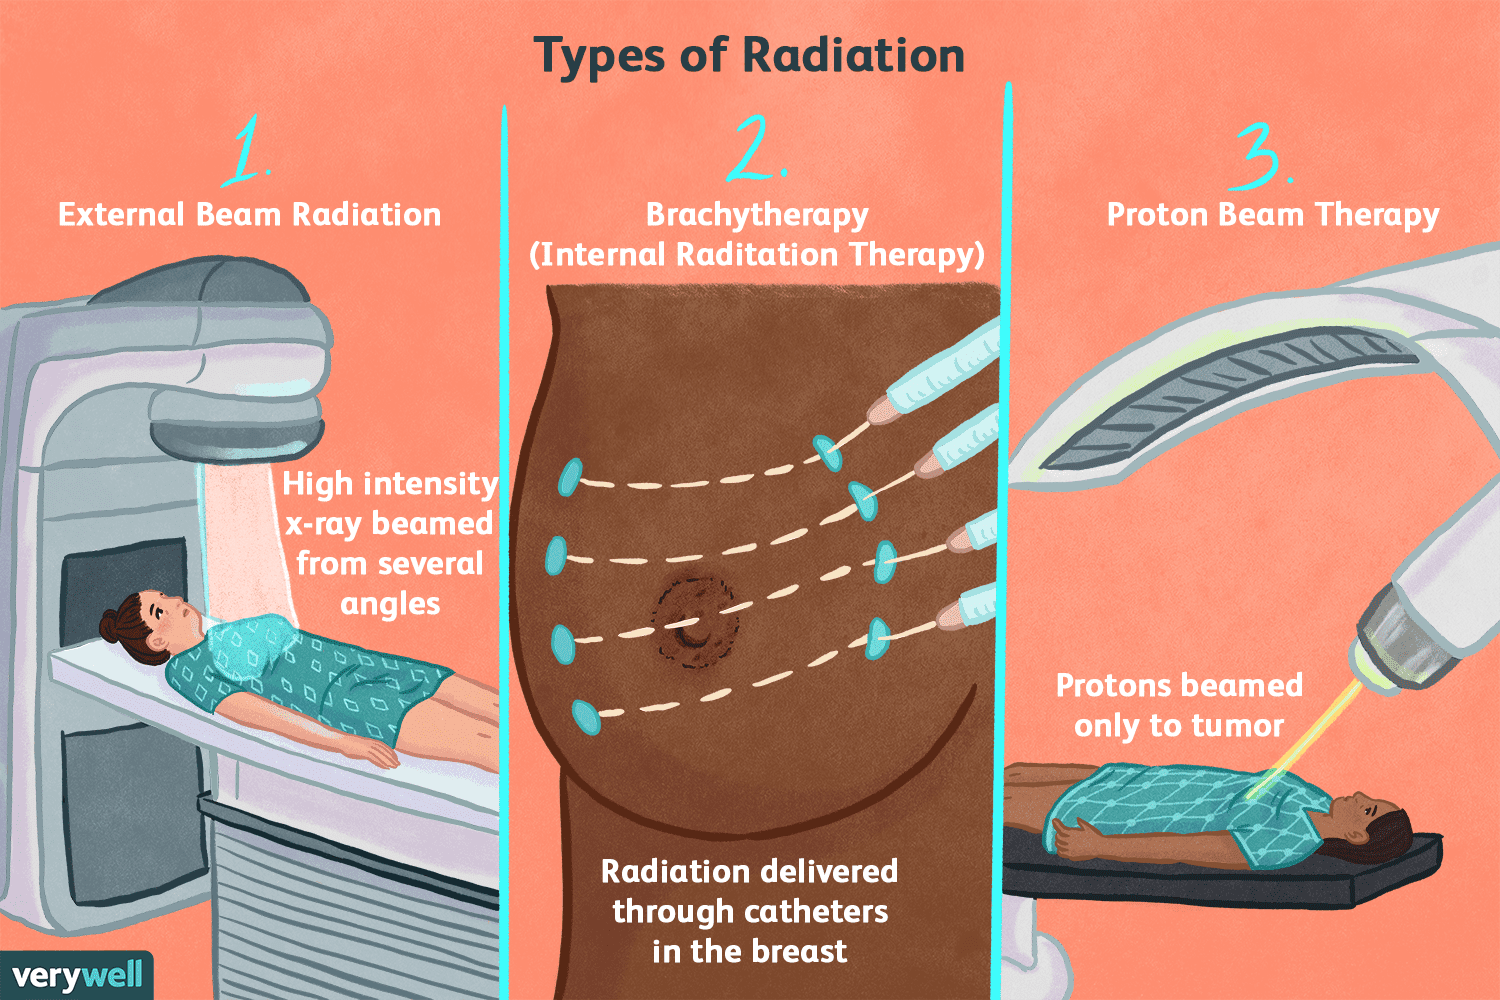 Types of Radiation
1.
External Beam Radiation
High intensity
x-ray beamed
from several
angles
2.
Brachytherapy
(Internal Raditation Therapy)
Radiation delivered
through catheters
in the breast
3.
Proton Beam Therapy
Protons beamed
only to tumor
verywell